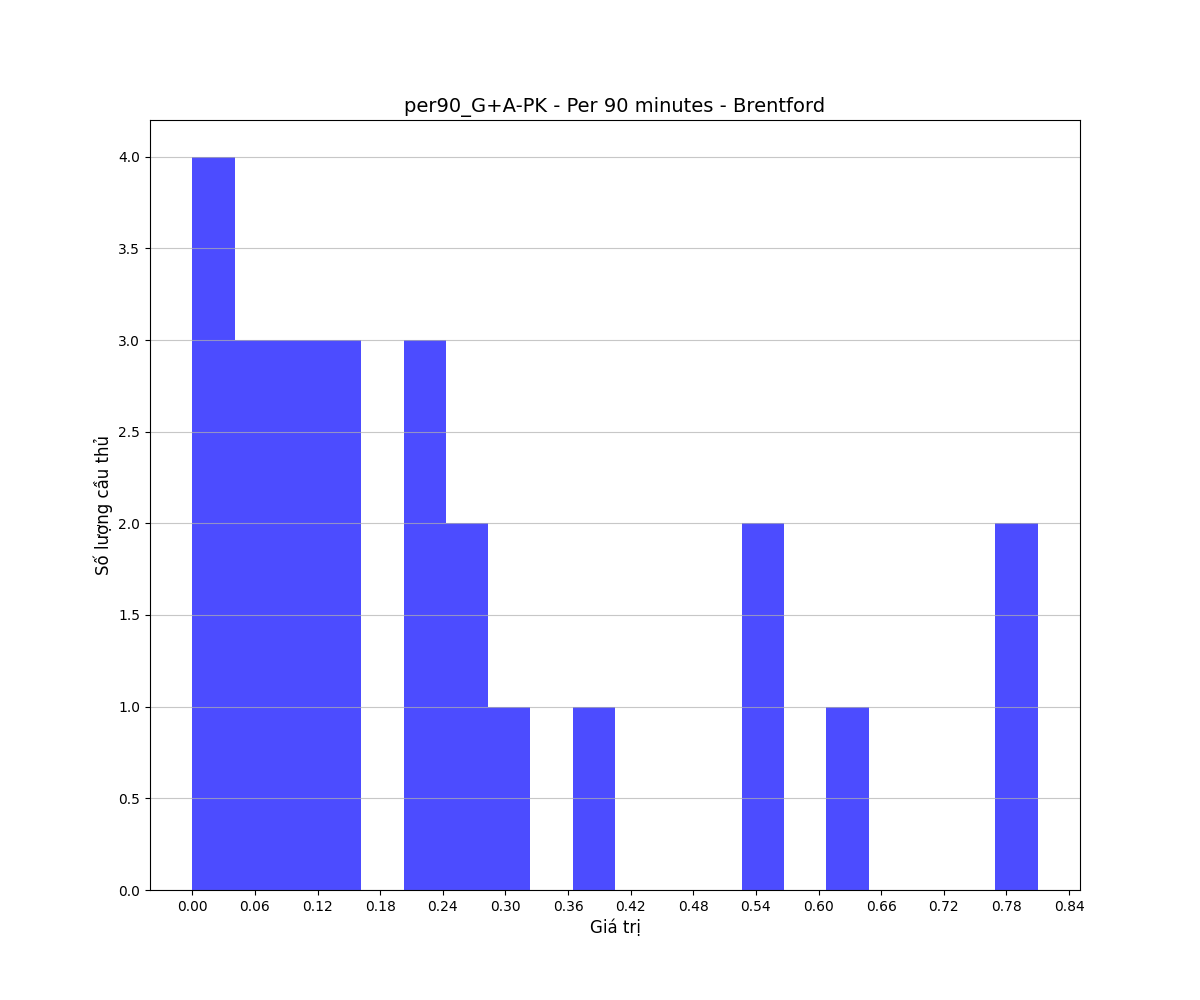 per90_G+A-PK - Per 90 minutes - Brentford
4.0
3.5
3.0
2.5
2.0
1.5
1.0
0.5
0.0
Số lượng cầu thủ
0.00 0.06 0.12 0.18 0.24 0.30 0.36 0.42 0.48 0.54 0.60 0.66 0.72 0.78 0.84
Giá trị